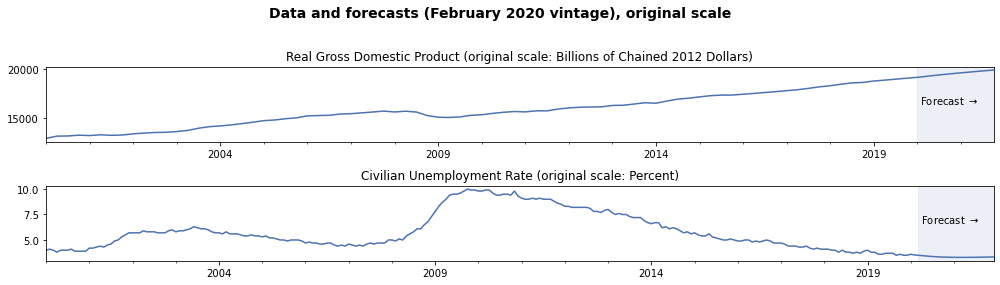 Data and forecasts (February 2020 vintage), original scale
Real Gross Domestic Product (original scale: Billions of Chained 2012 Dollars)
20000
15000
Forecast →
2004 2009 2014 2019
Civilian Unemployment Rate (original scale: Percent)
10.0
7.5
5.0
Forecast →
2004 2009 2014 2019